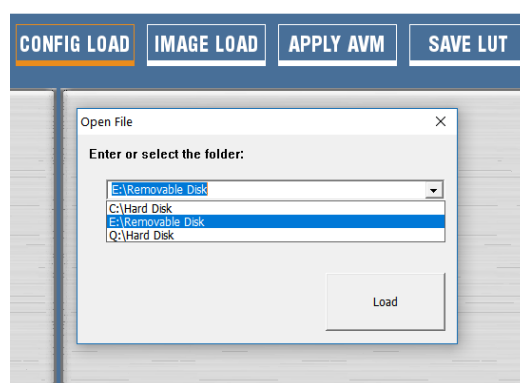 CONFIG LOAD IMAGE LOAD APPLY AVM SAVE LUT
Open File
Enter or select the folder:
E:\Removable Disk
C:\Hard Disk
E:\Removable Disk
Q:\Hard Disk
Load